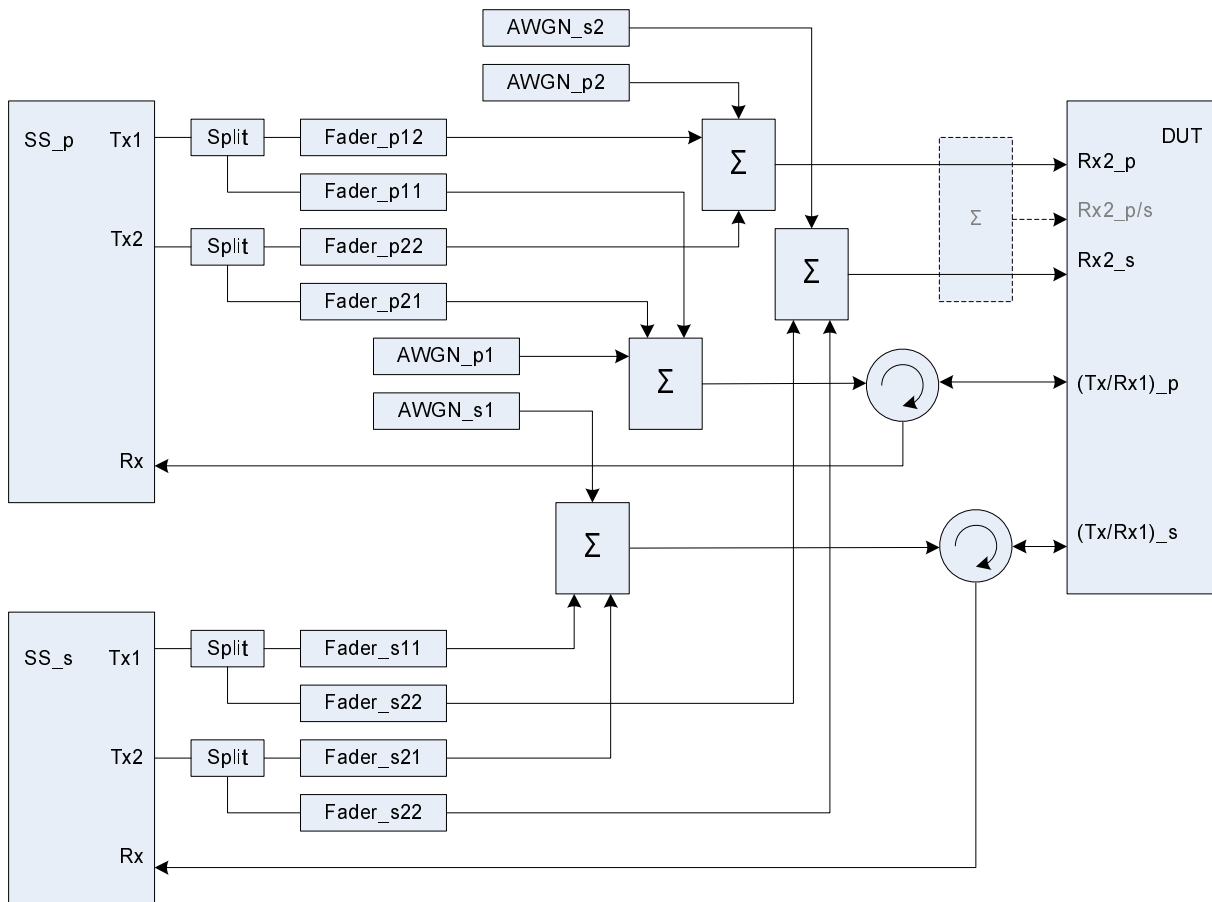 AWGN_s2
AWGN_p2
SS_p
Tx1
Split
Fader_p12
Σ
DUT
Rx2_p
Fader_p11
Σ
Rx2_p/s
Tx2
Split
Fader_p22
Σ
Rx2_s
Fader_p21
AWGN_p1
Σ
(Tx/Rx1)_p
AWGN_s1
Rx
Σ
(Tx/Rx1)_s
SS_s
Tx1
Split
Fader_s11
Fader_s22
Tx2
Split
Fader_s21
Fader_s22
Rx